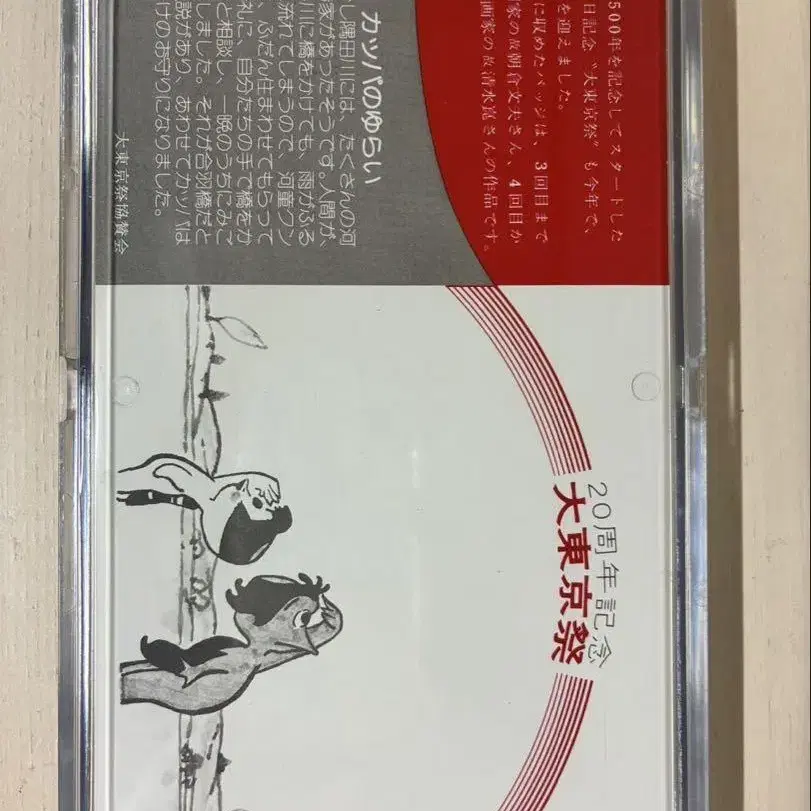 500年を記念してスタートした
日記念“大東京祭”も今年で、
を迎えました。
に収めたバッジは、3回目まで
家の故朝倉文夫さん、4回目か
画家の故清水崑さんの作品です。
カッパのゆらい
し隅田川には、たくさんの河
家があったそうです。人間が、
川に橋をかけても、雨がふる
流れてしまうので、河童クン
、ふだん住まわせてもらって
礼に、自分たちの手で橋をか
と相談し、一晩のうちにみご
しました。それが合羽橋だと
説があり、あわせてカッパは
けのお守りになりました。
大東京祭協賛会
20周年記念
大東京祭